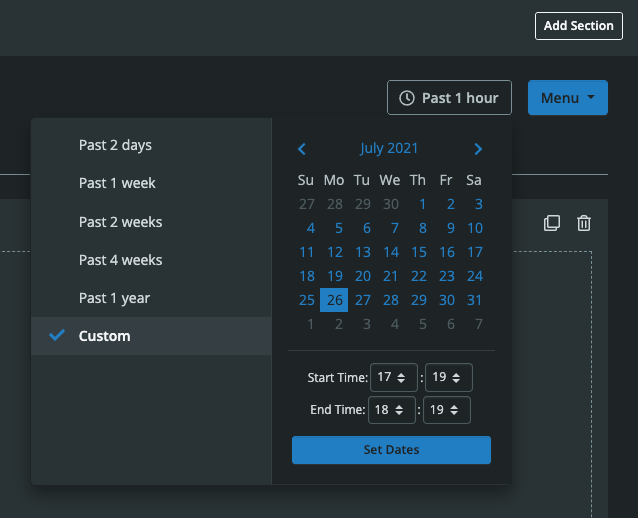 Add Section
Past 1 hour
Menu
Past 2 days
Past 1 week
Past 2 weeks
Past 4 weeks
Past 1 year
Custom
July 2021
Su Mo Tu We Th Fr Sa
27 28 29 30 1 2 3
4 5 6 7 8 9 10
11 12 13 14 15 16 17
18 19 20 21 22 23 24
25 26 27 28 29 30 31
1 2 3 4 5 6 7
Start Time: 17 : 19
End Time: 18 : 19
Set Dates